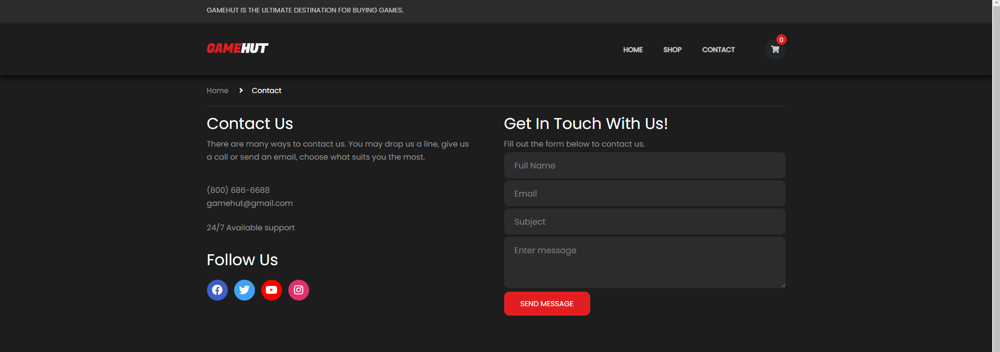 GAMEHUT IS THE ULTIMATE DESTINATION FOR BUYING GAMES.
GAMEHUT
HOME SHOP CONTACT 0
Home Contact
Contact Us
There are many ways to contact us. You may drop us a line, give us
a call or send an email, choose what suits you the most.
(800) 686-6688
gamehut@gmail.com
24/7 Available support
Follow Us
Get In Touch With Us!
Fill out the form below to contact us.
Full Name
Email
Subject
Enter message
SEND MESSAGE